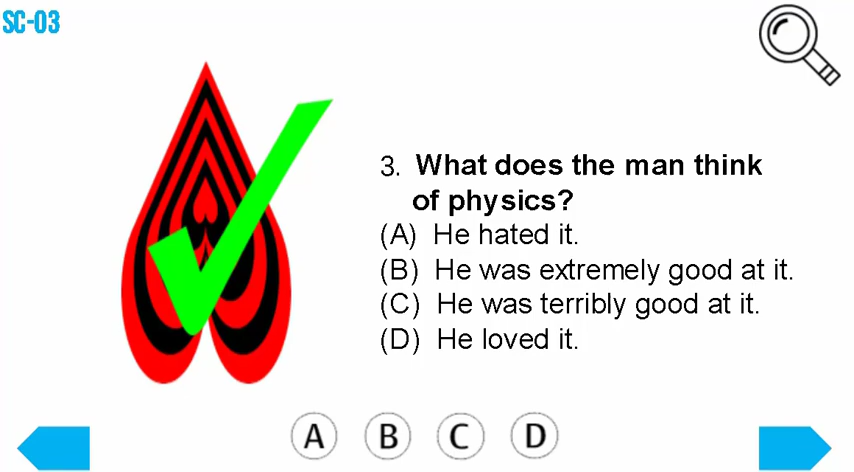 SC-03
3. What does the man think
of physics?
(A) He hated it.
(B) He was extremely good at it.
(C) He was terribly good at it.
(D) He loved it.
A B C D